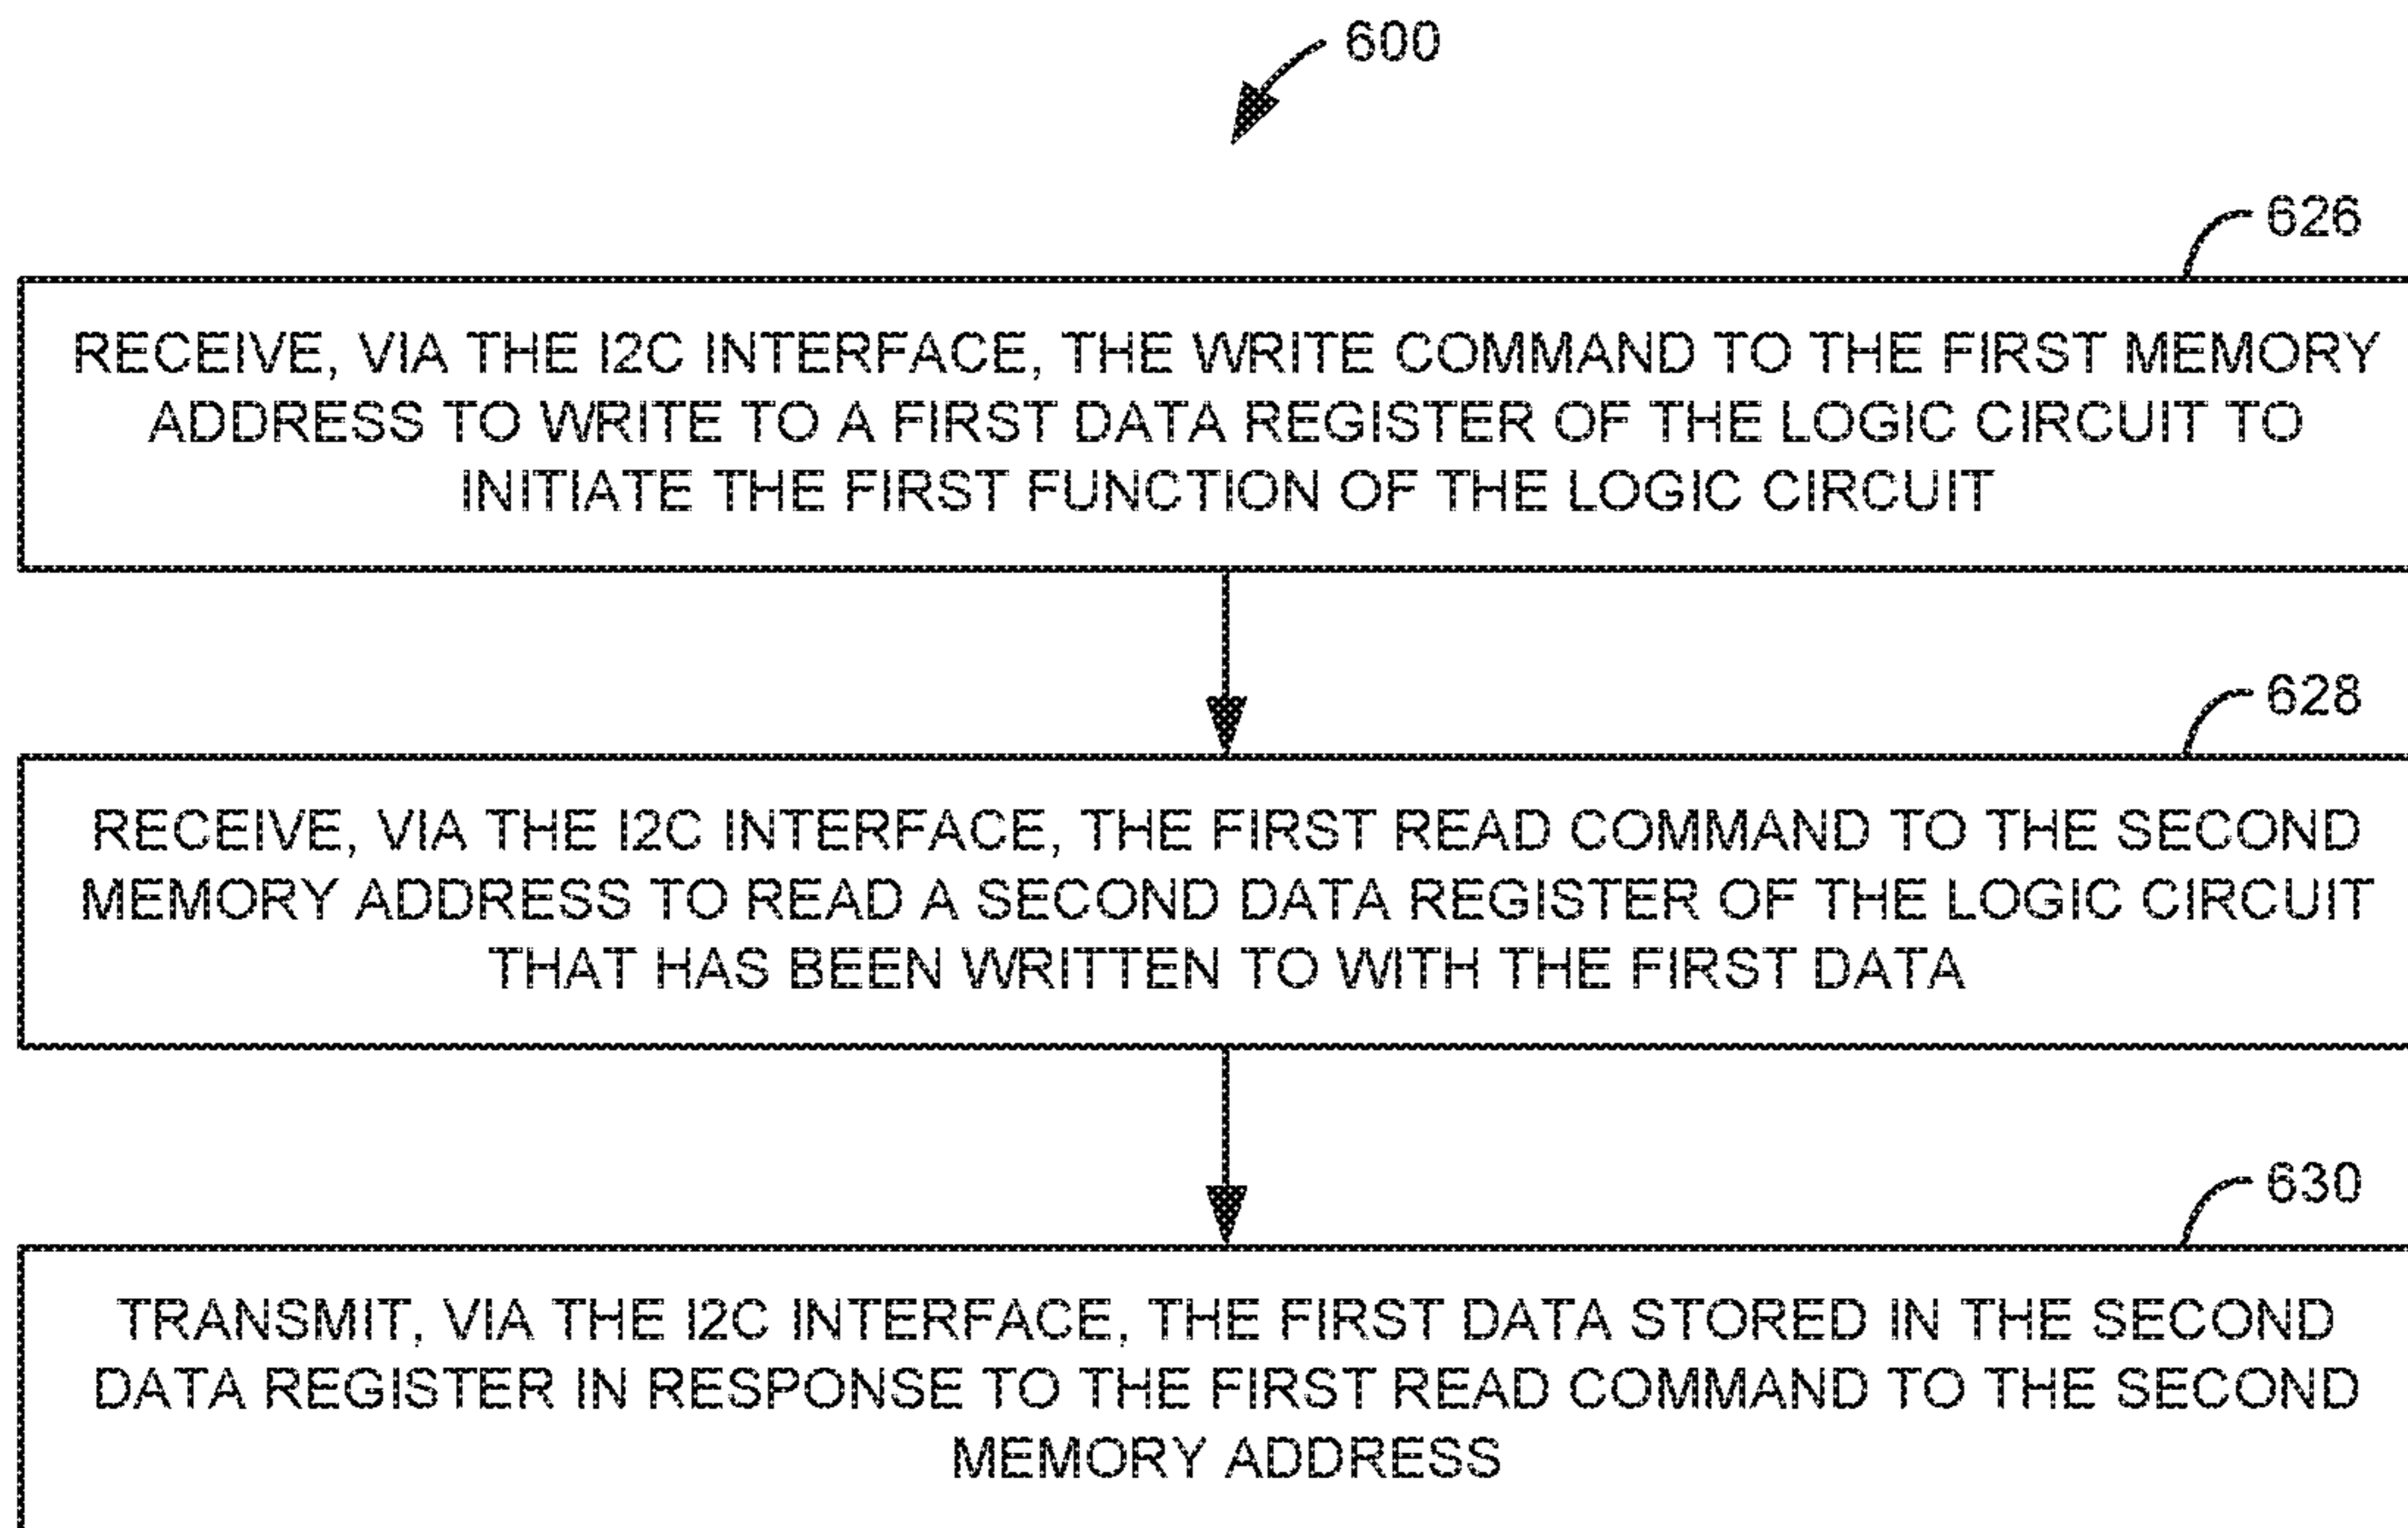 600
626
RECEIVE, VIA THE I2C INTERFACE, THE WRITE COMMAND TO THE FIRST MEMORY
ADDRESS TO WRITE TO A FIRST DATA REGISTER OF THE LOGIC CIRCUIT TO
INITIATE THE FIRST FUNCTION OF THE LOGIC CIRCUIT
628
RECEIVE, VIA THE I2C INTERFACE, THE FIRST READ COMMAND TO THE SECOND
MEMORY ADDRESS TO READ A SECOND DATA REGISTER OF THE LOGIC CIRCUIT
THAT HAS BEEN WRITTEN TO WITH THE FIRST DATA
630
TRANSMIT, VIA THE I2C INTERFACE, THE FIRST DATA STORED IN THE SECOND
DATA REGISTER IN RESPONSE TO THE FIRST READ COMMAND TO THE SECOND
MEMORY ADDRESS